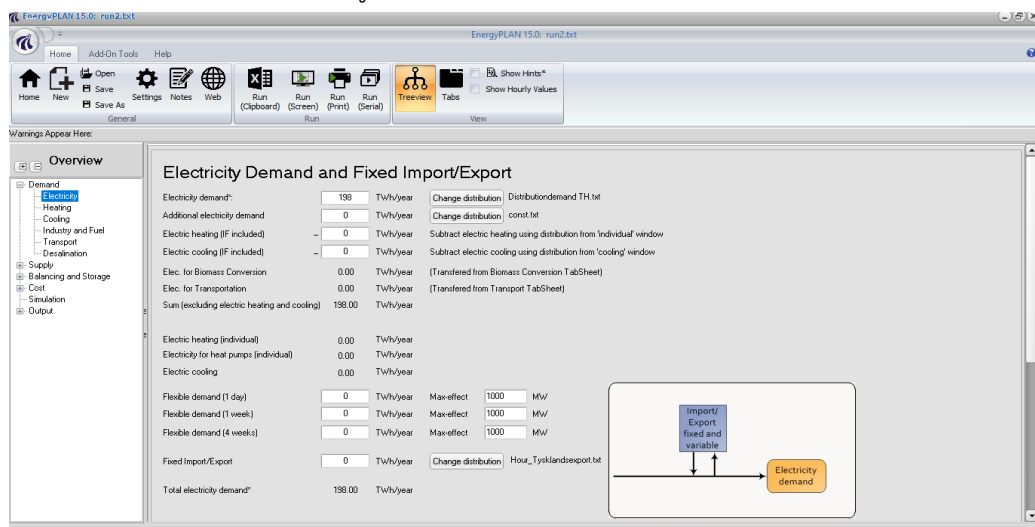 EnergyPLAN 15.0: run2.txt
EnergyPLAN 15.0: run2.txt
Home Add-On Tools Help
Home New Open Save Save As Settings Notes Web Run (Clipboard) Run (Screen) Run (Print) Run (Serial) Treeview Tabs Show Hints* Show Hourly Values
General Run View
Warnings Appear Here:
Overview
Demand
Electricity
Heating
Cooling
Industry and Fuel
Transport
Desalination
Supply
Balancing and Storage
Cost
Simulation
Output
Electricity Demand and Fixed Import/Export
Electricity demand*: 198 TWh/year Change distribution Distributiondemand TH.txt
Additional electricity demand 0 TWh/year Change distribution const.txt
Electric heating (IF included) − 0 TWh/year Subtract electric heating using distribution from 'individual' window
Electric cooling (IF included) − 0 TWh/year Subtract electric cooling using distribution from 'cooling' window
Elec. for Biomass Conversion 0.00 TWh/year (Transfered from Biomass Conversion TabSheet)
Elec. for Transportation 0.00 TWh/year (Transfered from Transport TabSheet)
Sum (excluding electric heating and cooling) 198.00 TWh/year
Electric heating (individual) 0.00 TWh/year
Electricity for heat pumps (individual) 0.00 TWh/year
Electric cooling 0.00 TWh/year
Flexible demand (1 day) 0 TWh/year Max-effect 1000 MW
Flexible demand (1 week) 0 TWh/year Max-effect 1000 MW
Flexible demand (4 weeks) 0 TWh/year Max-effect 1000 MW
Fixed Import/Export 0 TWh/year Change distribution Hour_Tysklandsexport.txt
Total electricity demand* 198.00 TWh/year
Import/
Export
fixed and
variable
Electricity
demand